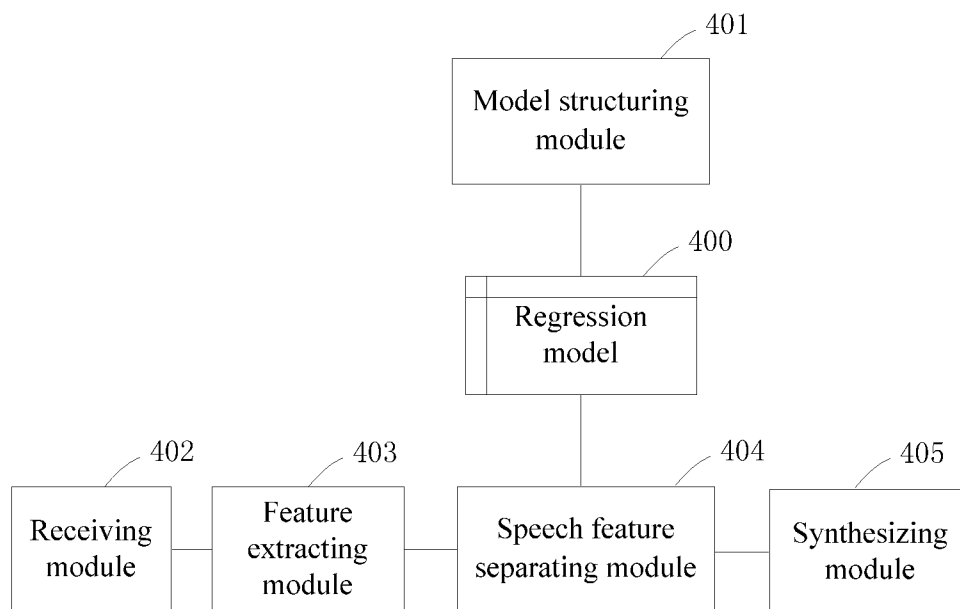 401
Model structuring
module
400
Regression
model
402
403
404
405
Receiving
module
Feature
extracting
module
Speech feature
separating module
Synthesizing
module